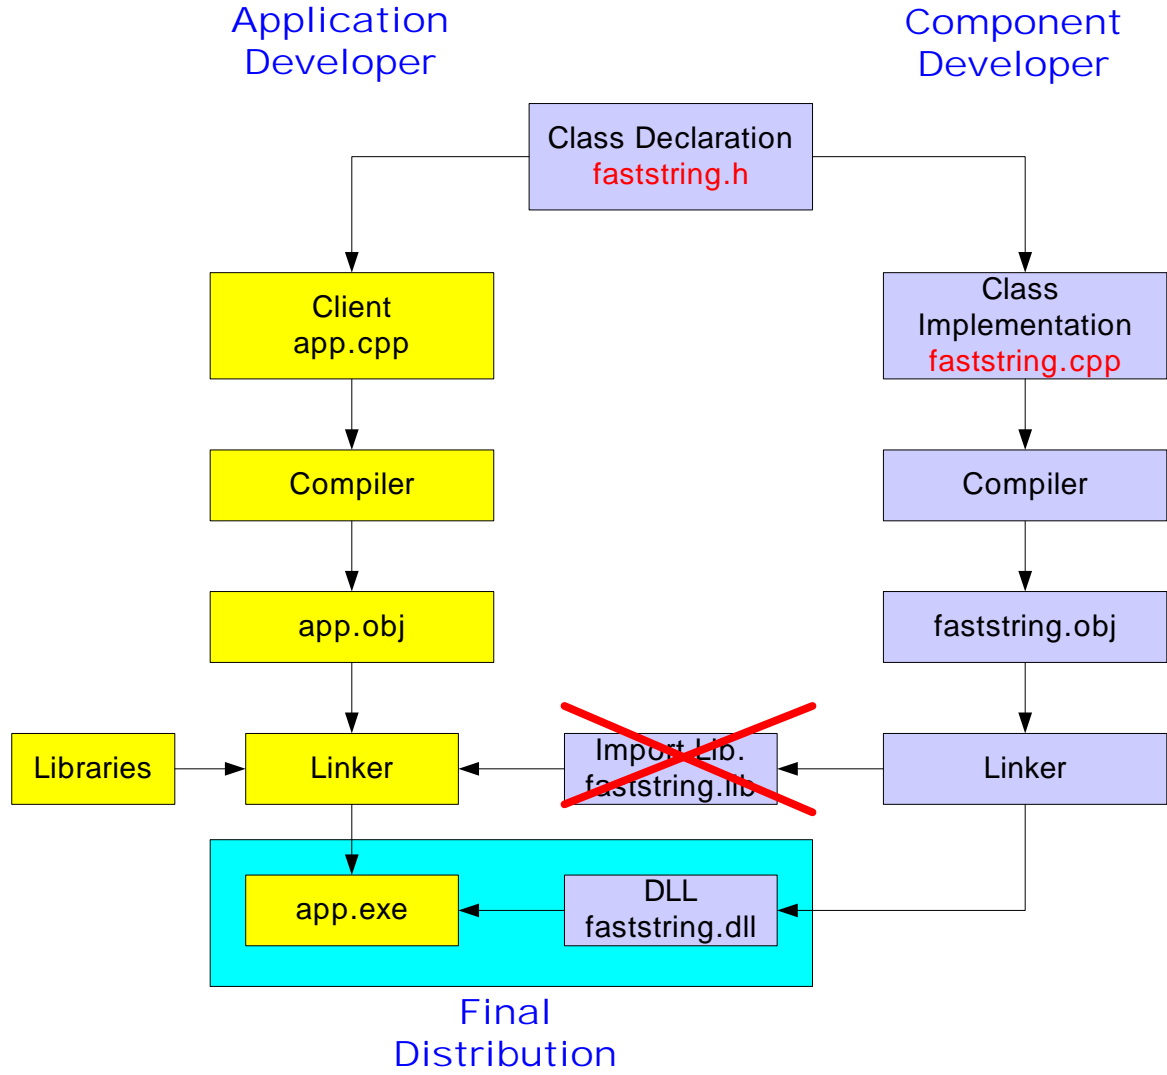 Application
Developer
Component
Developer
Class Declaration
faststring.h
Client
app.cpp
Class
Implementation
faststring.cpp
Compiler
Compiler
app.obj
faststring.obj
Libraries
Linker
Import Lib.
faststring.lib
Linker
app.exe
DLL
faststring.dll
Final
Distribution